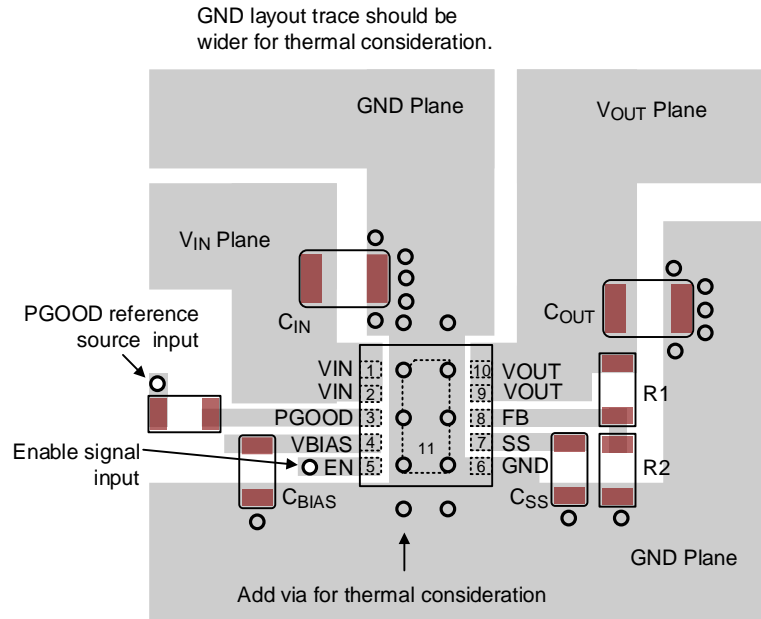 GND layout trace should be
wider for thermal consideration.
GND Plane
VOUT Plane
VIN Plane
CIN
COUT
PGOOD reference
source input
VIN 1
VIN 2
PGOOD 3
VBIAS 4
EN 5
10 VOUT
9 VOUT
8 FB
7 SS
6 GND
11
R1
R2
Enable signal
input
CBIAS
CSS
GND Plane
Add via for thermal consideration